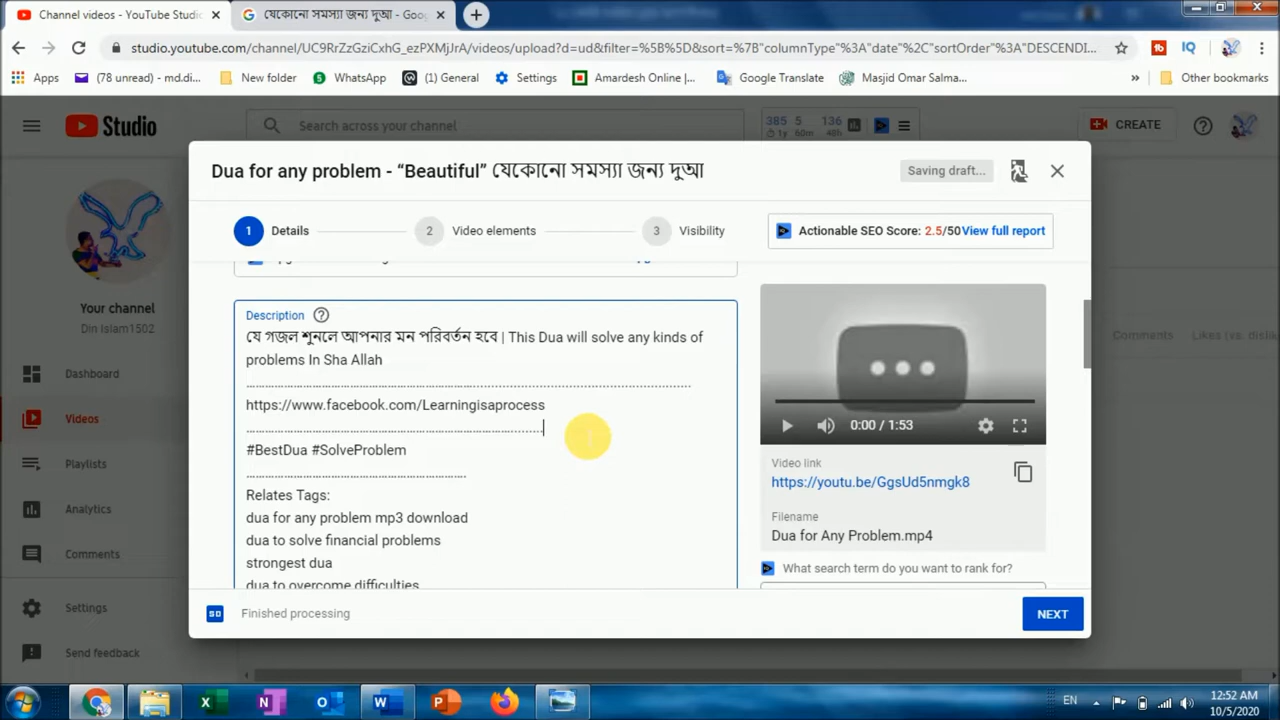 Channel videos - YouTube Studio
যেকোনো সমস্যা জন্য দুআ - Goo
studio.youtube.com/channel/UC9RrZzGziCxhG_ezPXMjJrA/videos/upload?d=ud&filter=%5B%5D&sort=%7B"columnType"%3A"date"%2C"sortOrder"%3A"DESCENDI...
Apps
(78 unread) - md.di...
New folder
WhatsApp
(1) General
Settings
Amardesh Online |...
Google Translate
Masjid Omar Salma...
»
Other bookmarks
Studio
Search across your channel
385 5 136
1y 60m 48h
CREATE
Dua for any problem - “Beautiful” যেকোনো সমস্যা জন্য দুআ
Saving draft...
1 Details
2 Video elements
3 Visibility
Actionable SEO Score: 2.5/50 View full report
Your channel
Din Islam1502
Dashboard
Videos
Playlists
Analytics
Comments
Settings
Send feedback
Description
যে গজল শুনলে আপনার মন পরিবর্তন হবে | This Dua will solve any kinds of
problems In Sha Allah
https://www.facebook.com/Learningisaprocess
#BestDua #SolveProblem
Relates Tags:
dua for any problem mp3 download
dua to solve financial problems
strongest dua
dua to overcome difficulties
0:00 / 1:53
Video link
https://youtu.be/GgsUd5nmgk8
Filename
Dua for Any Problem.mp4
What search term do you want to rank for?
Comments
Likes (vs. dislik
SD
Finished processing
NEXT
EN
12:52 AM
10/5/2020